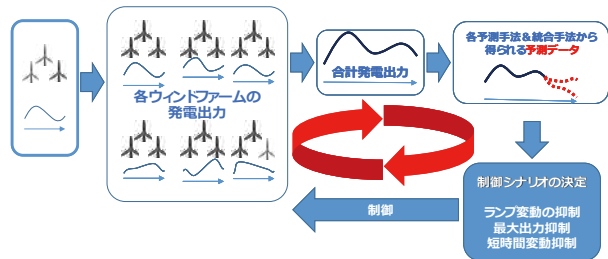 各ウィンドファームの
発電出力
合計発電出力
各予測手法＆統合手法から
得られる予測データ
制御シナリオの決定
ランプ変動の抑制
最大出力抑制
短時間変動抑制
制御